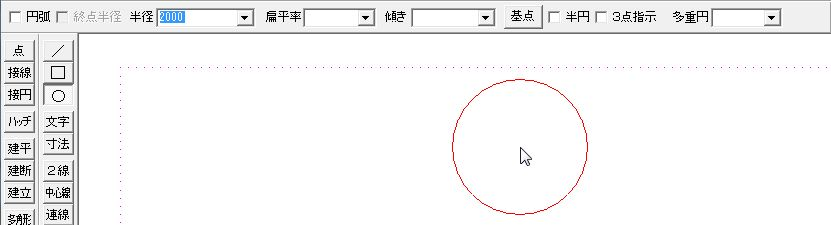 円弧 終点半径 半径 2000 扁平率 傾き 基点 半円 3点指示 多重円
点 ／
接線 □
接円 ○
ハッチ 文字
建平 寸法
建断 2線
建立 中心線
多角形 連線